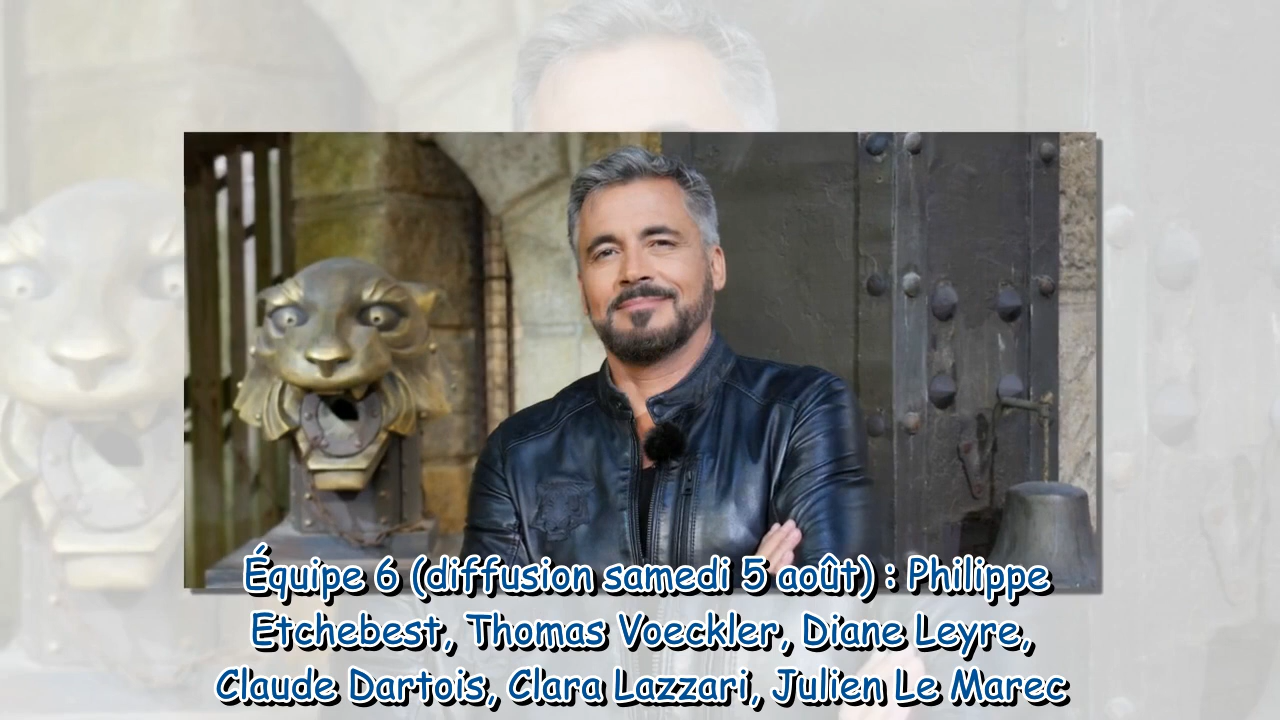 Équipe 6 (diffusion samedi 5 août) : Philippe
Etchebest, Thomas Voeckler, Diane Leyre,
Claude Dartois, Clara Lazzari, Julien Le Marec